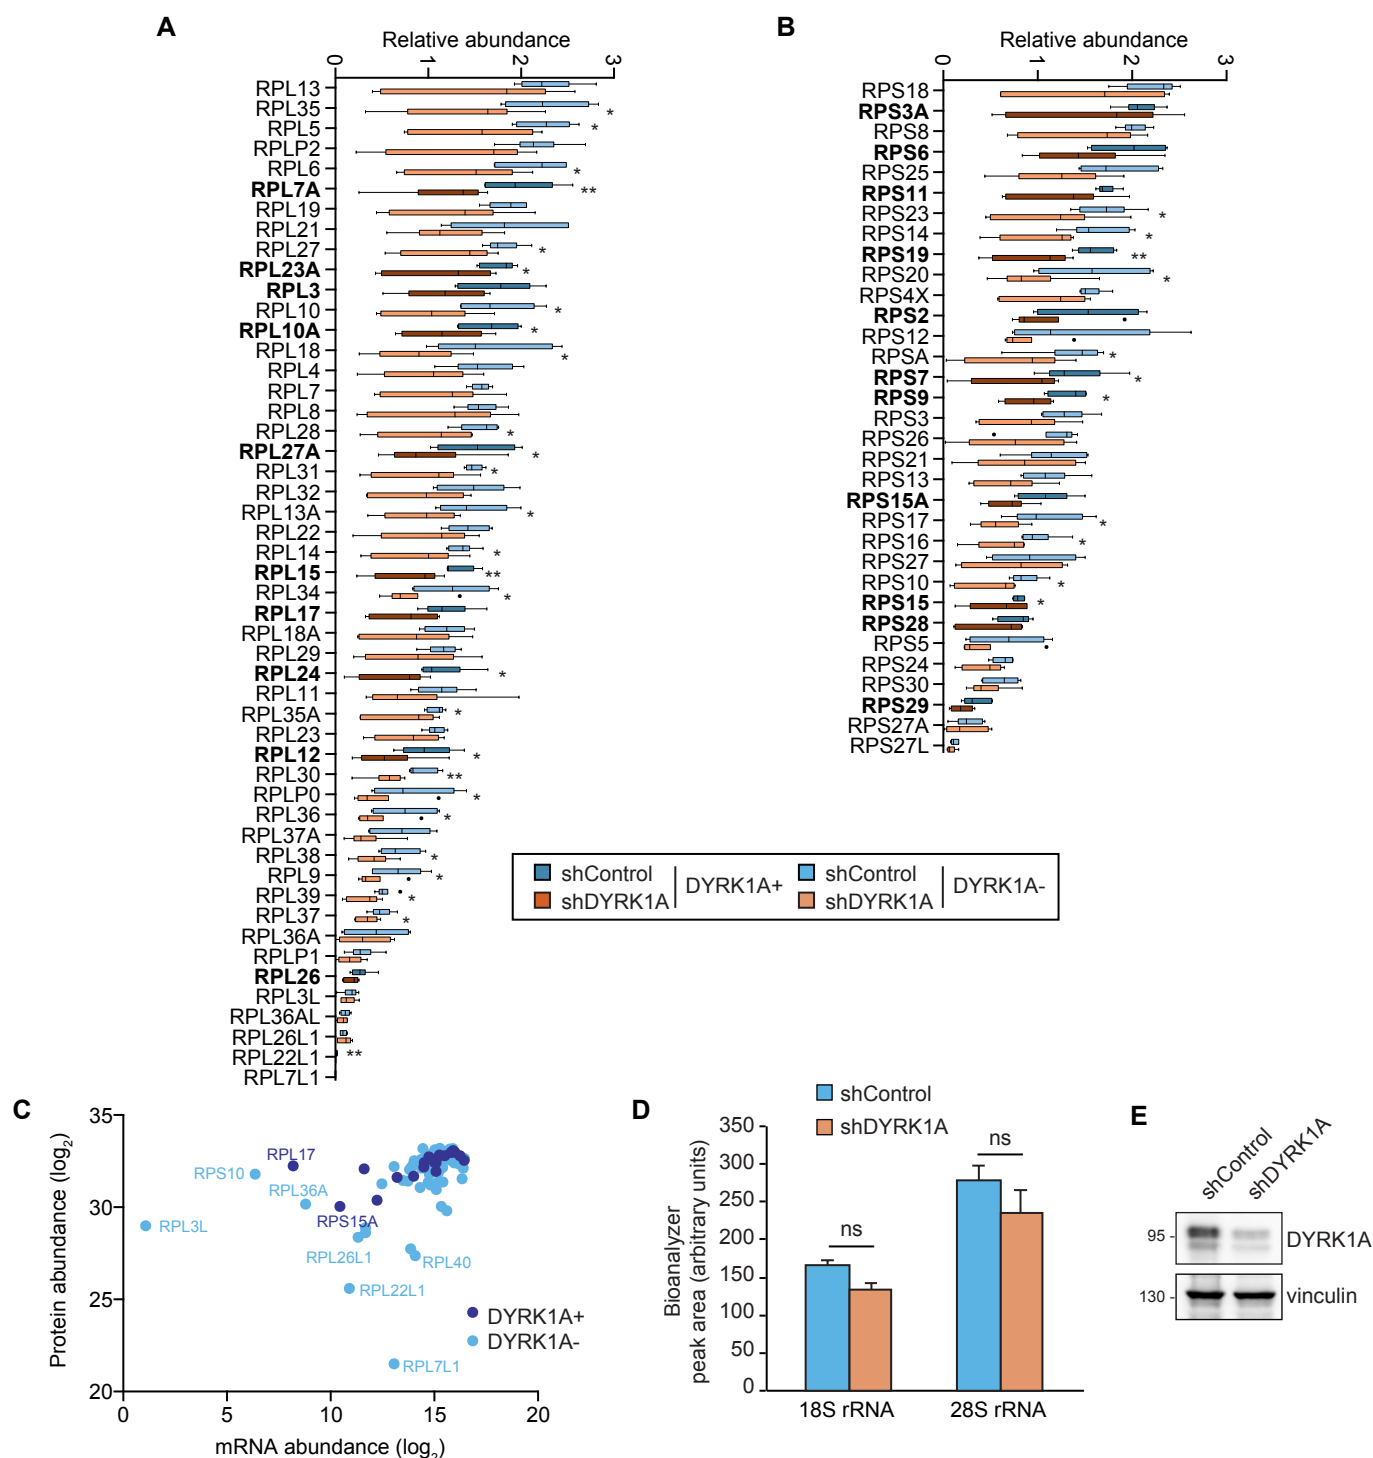 A
Relative abundance
0
1
2
3
RPL13
RPL35
*
RPL5
*
RPLP2
RPL6
*
RPL7A
**
RPL19
RPL21
RPL27
*
RPL23A
*
RPL3
RPL10
*
RPL10A
*
RPL18
*
RPL4
RPL7
RPL8
RPL28
*
RPL27A
*
RPL31
*
RPL32
RPL13A
*
RPL22
RPL14
*
RPL15
**
RPL34
*
RPL17
RPL18A
RPL29
RPL24
*
RPL11
RPL35A
*
RPL23
RPL12
*
RPL30
**
RPLP0
*
RPL36
*
RPL37A
RPL38
*
RPL9
*
RPL39
*
RPL37
*
RPL36A
RPLP1
RPL26
RPL3L
RPL36AL
RPL26L1
RPL22L1
**
RPL7L1
B
Relative abundance
0
1
2
3
RPS18
RPS3A
RPS8
RPS6
RPS25
RPS11
RPS23
*
RPS14
*
RPS19
**
RPS20
*
RPS4X
RPS2
RPS12
RPSA
*
RPS7
*
RPS9
*
RPS3
RPS26
RPS21
RPS13
RPS15A
RPS17
*
RPS16
*
RPS27
RPS10
*
RPS15
*
RPS28
RPS5
RPS24
RPS30
RPS29
RPS27A
RPS27L
shControl
shDYRK1A
DYRK1A+
shControl
shDYRK1A
DYRK1A-
C
Protein abundance (log2)
35
30
25
20
0
5
10
15
20
mRNA abundance (log2)
RPL17
RPS10
RPL36A
RPS15A
RPL3L
RPL26L1
RPL40
RPL22L1
RPL7L1
DYRK1A+
DYRK1A-
D
shControl
shDYRK1A
Bioanalyzer
peak area (arbitrary units)
350
300
250
200
150
100
50
0
ns
ns
18S rRNA
28S rRNA
E
shControl
shDYRK1A
95 -
DYRK1A
130 -
vinculin